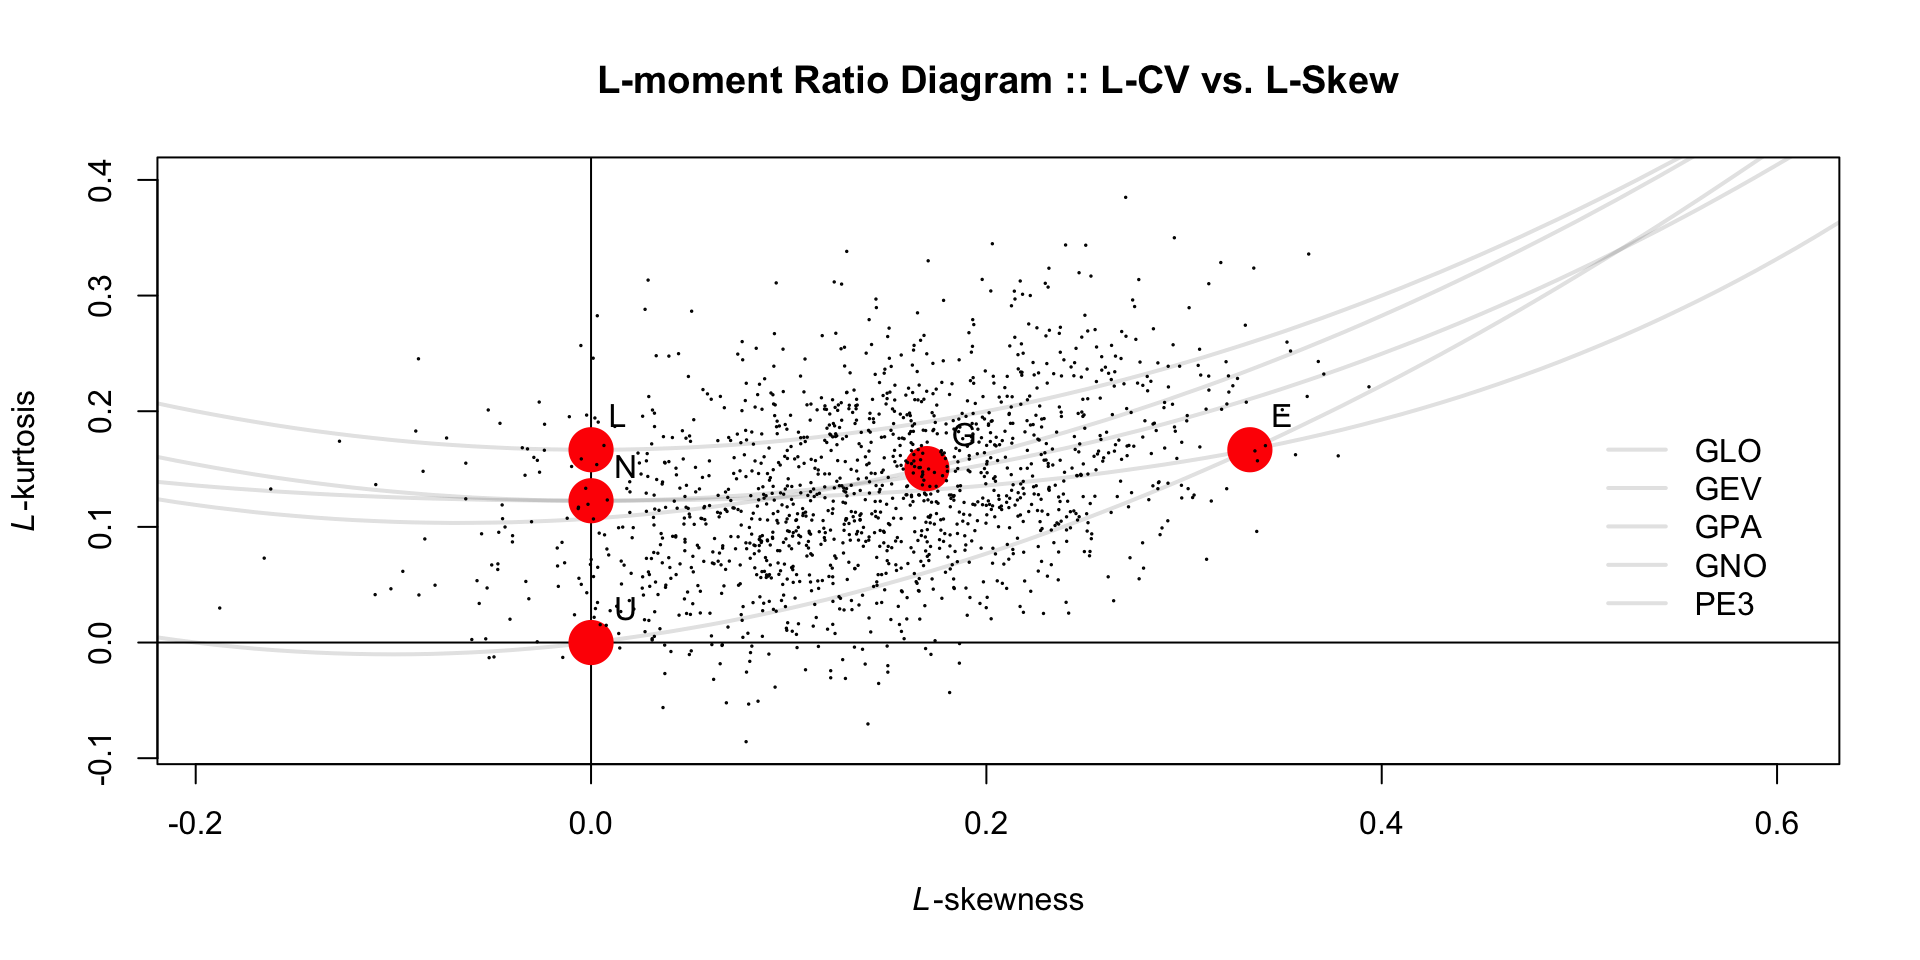 L-moment Ratio Diagram :: L-CV vs. L-Skew
L-kurtosis
0.4
0.3
0.2
0.1
0.0
-0.1
L
N
U
G
E
GLO
GEV
GPA
GNO
PE3
-0.2
0.0
0.2
0.4
0.6
L-skewness